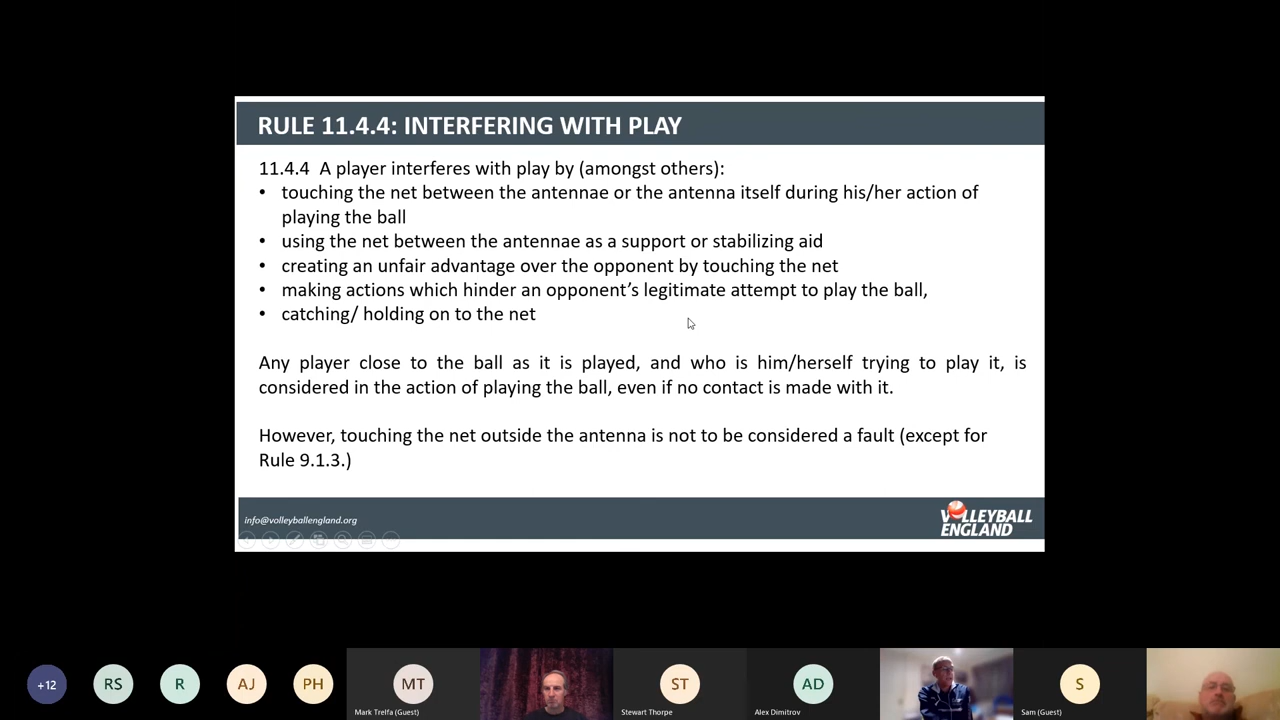 RULE 11.4.4: INTERFERING WITH PLAY
11.4.4 A player interferes with play by (amongst others):
• touching the net between the antennae or the antenna itself during his/her action of
playing the ball
• using the net between the antennae as a support or stabilizing aid
• creating an unfair advantage over the opponent by touching the net
• making actions which hinder an opponent’s legitimate attempt to play the ball,
• catching/ holding on to the net
Any player close to the ball as it is played, and who is him/herself trying to play it, is
considered in the action of playing the ball, even if no contact is made with it.
However, touching the net outside the antenna is not to be considered a fault (except for
Rule 9.1.3.)
info@volleyballengland.org
VOLLEYBALL
ENGLAND
+12
RS
R
AJ
PH
MT
ST
AD
S
Mark Trelfa (Guest)
Stewart Thorpe
Alex Dimitrov
Sam (Guest)